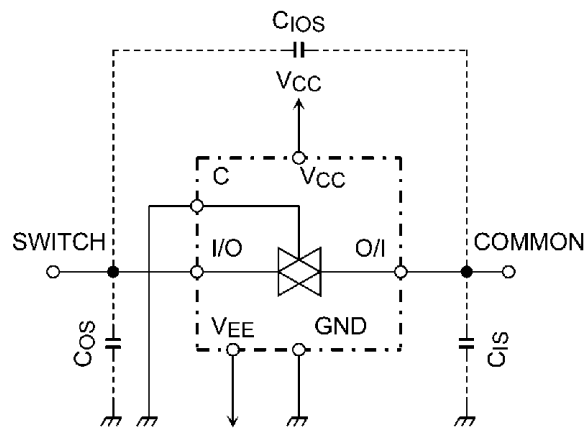 CIOS
VCC
C
VCC
SWITCH
I/O
O/I
COMMON
COS
VEE
GND
CIS